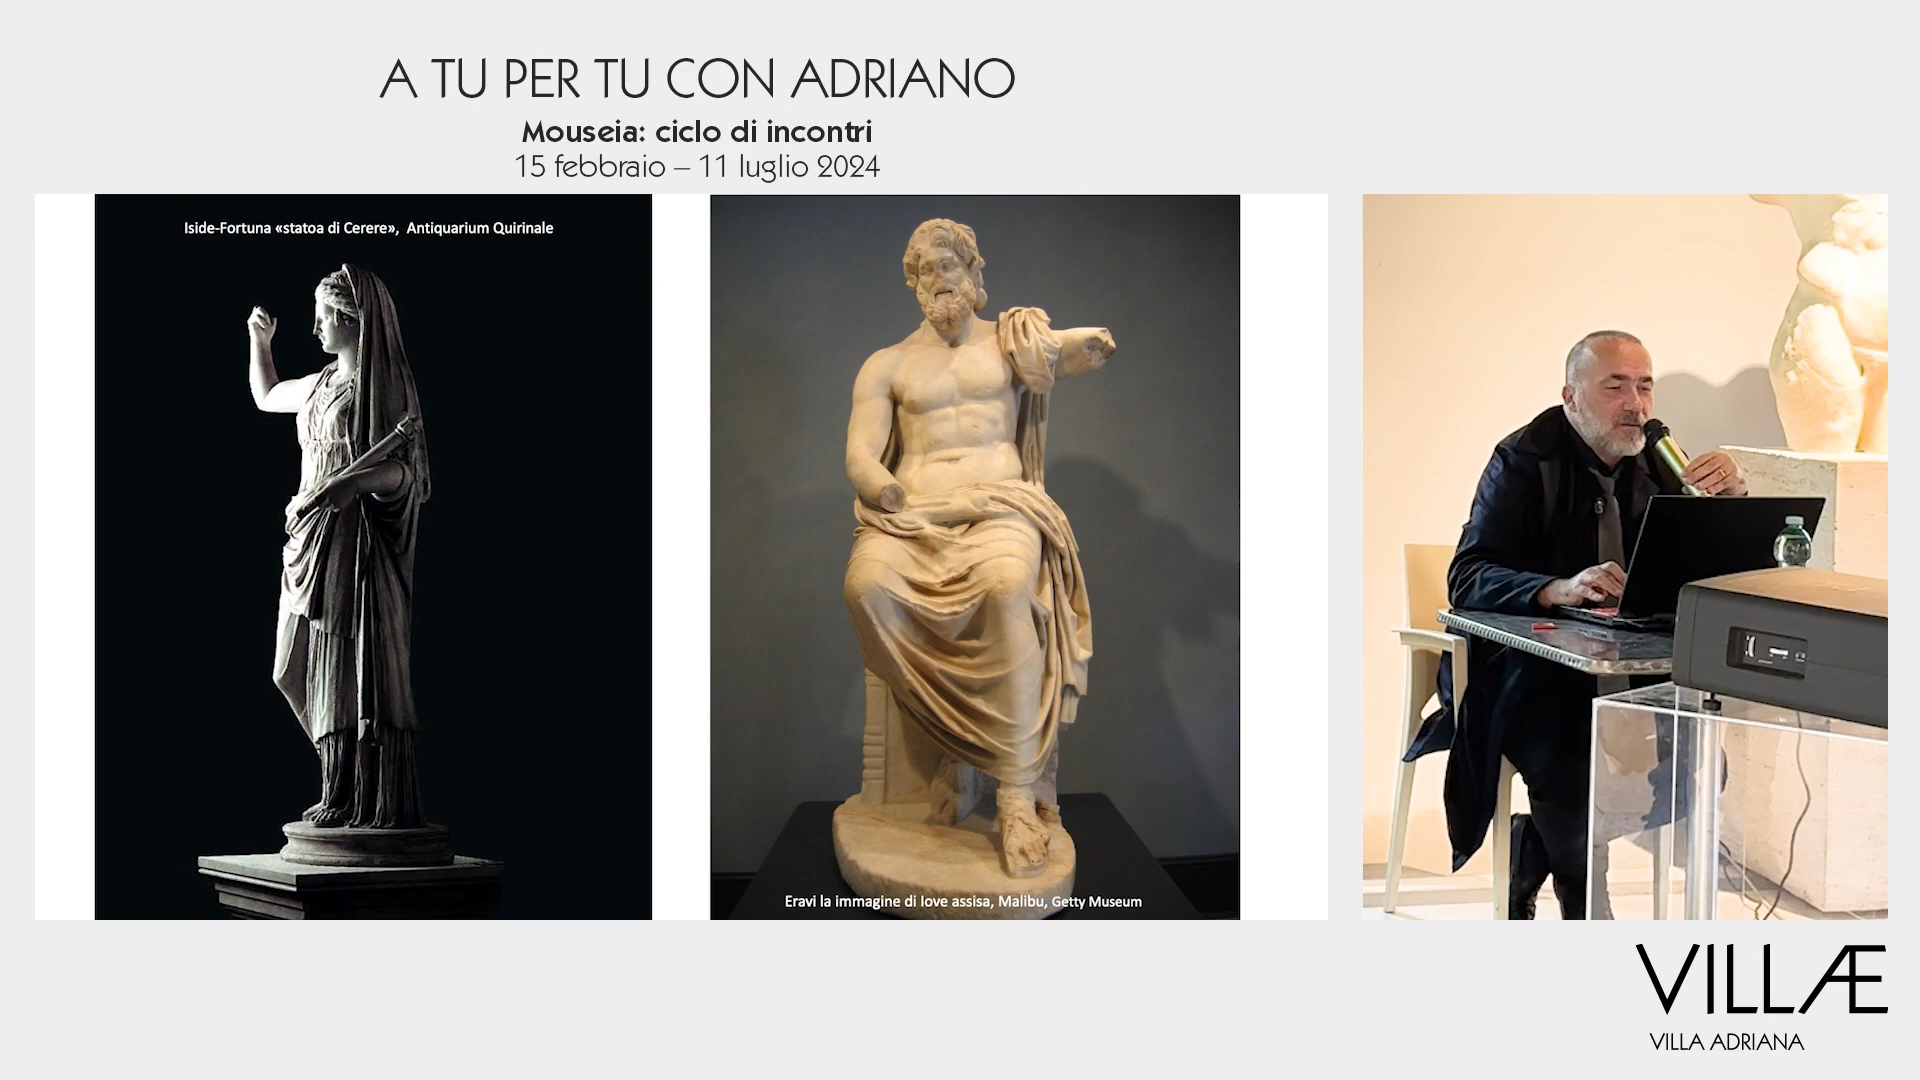 A TU PER TU CON ADRIANO
Mouseia: ciclo di incontri
15 febbraio – 11 luglio 2024
Iside-Fortuna «statoa di Cerere», Antiquarium Quirinale
Eravi la immagine di Iove assisa, Malibu, Getty Museum
VILLÆ
VILLA ADRIANA